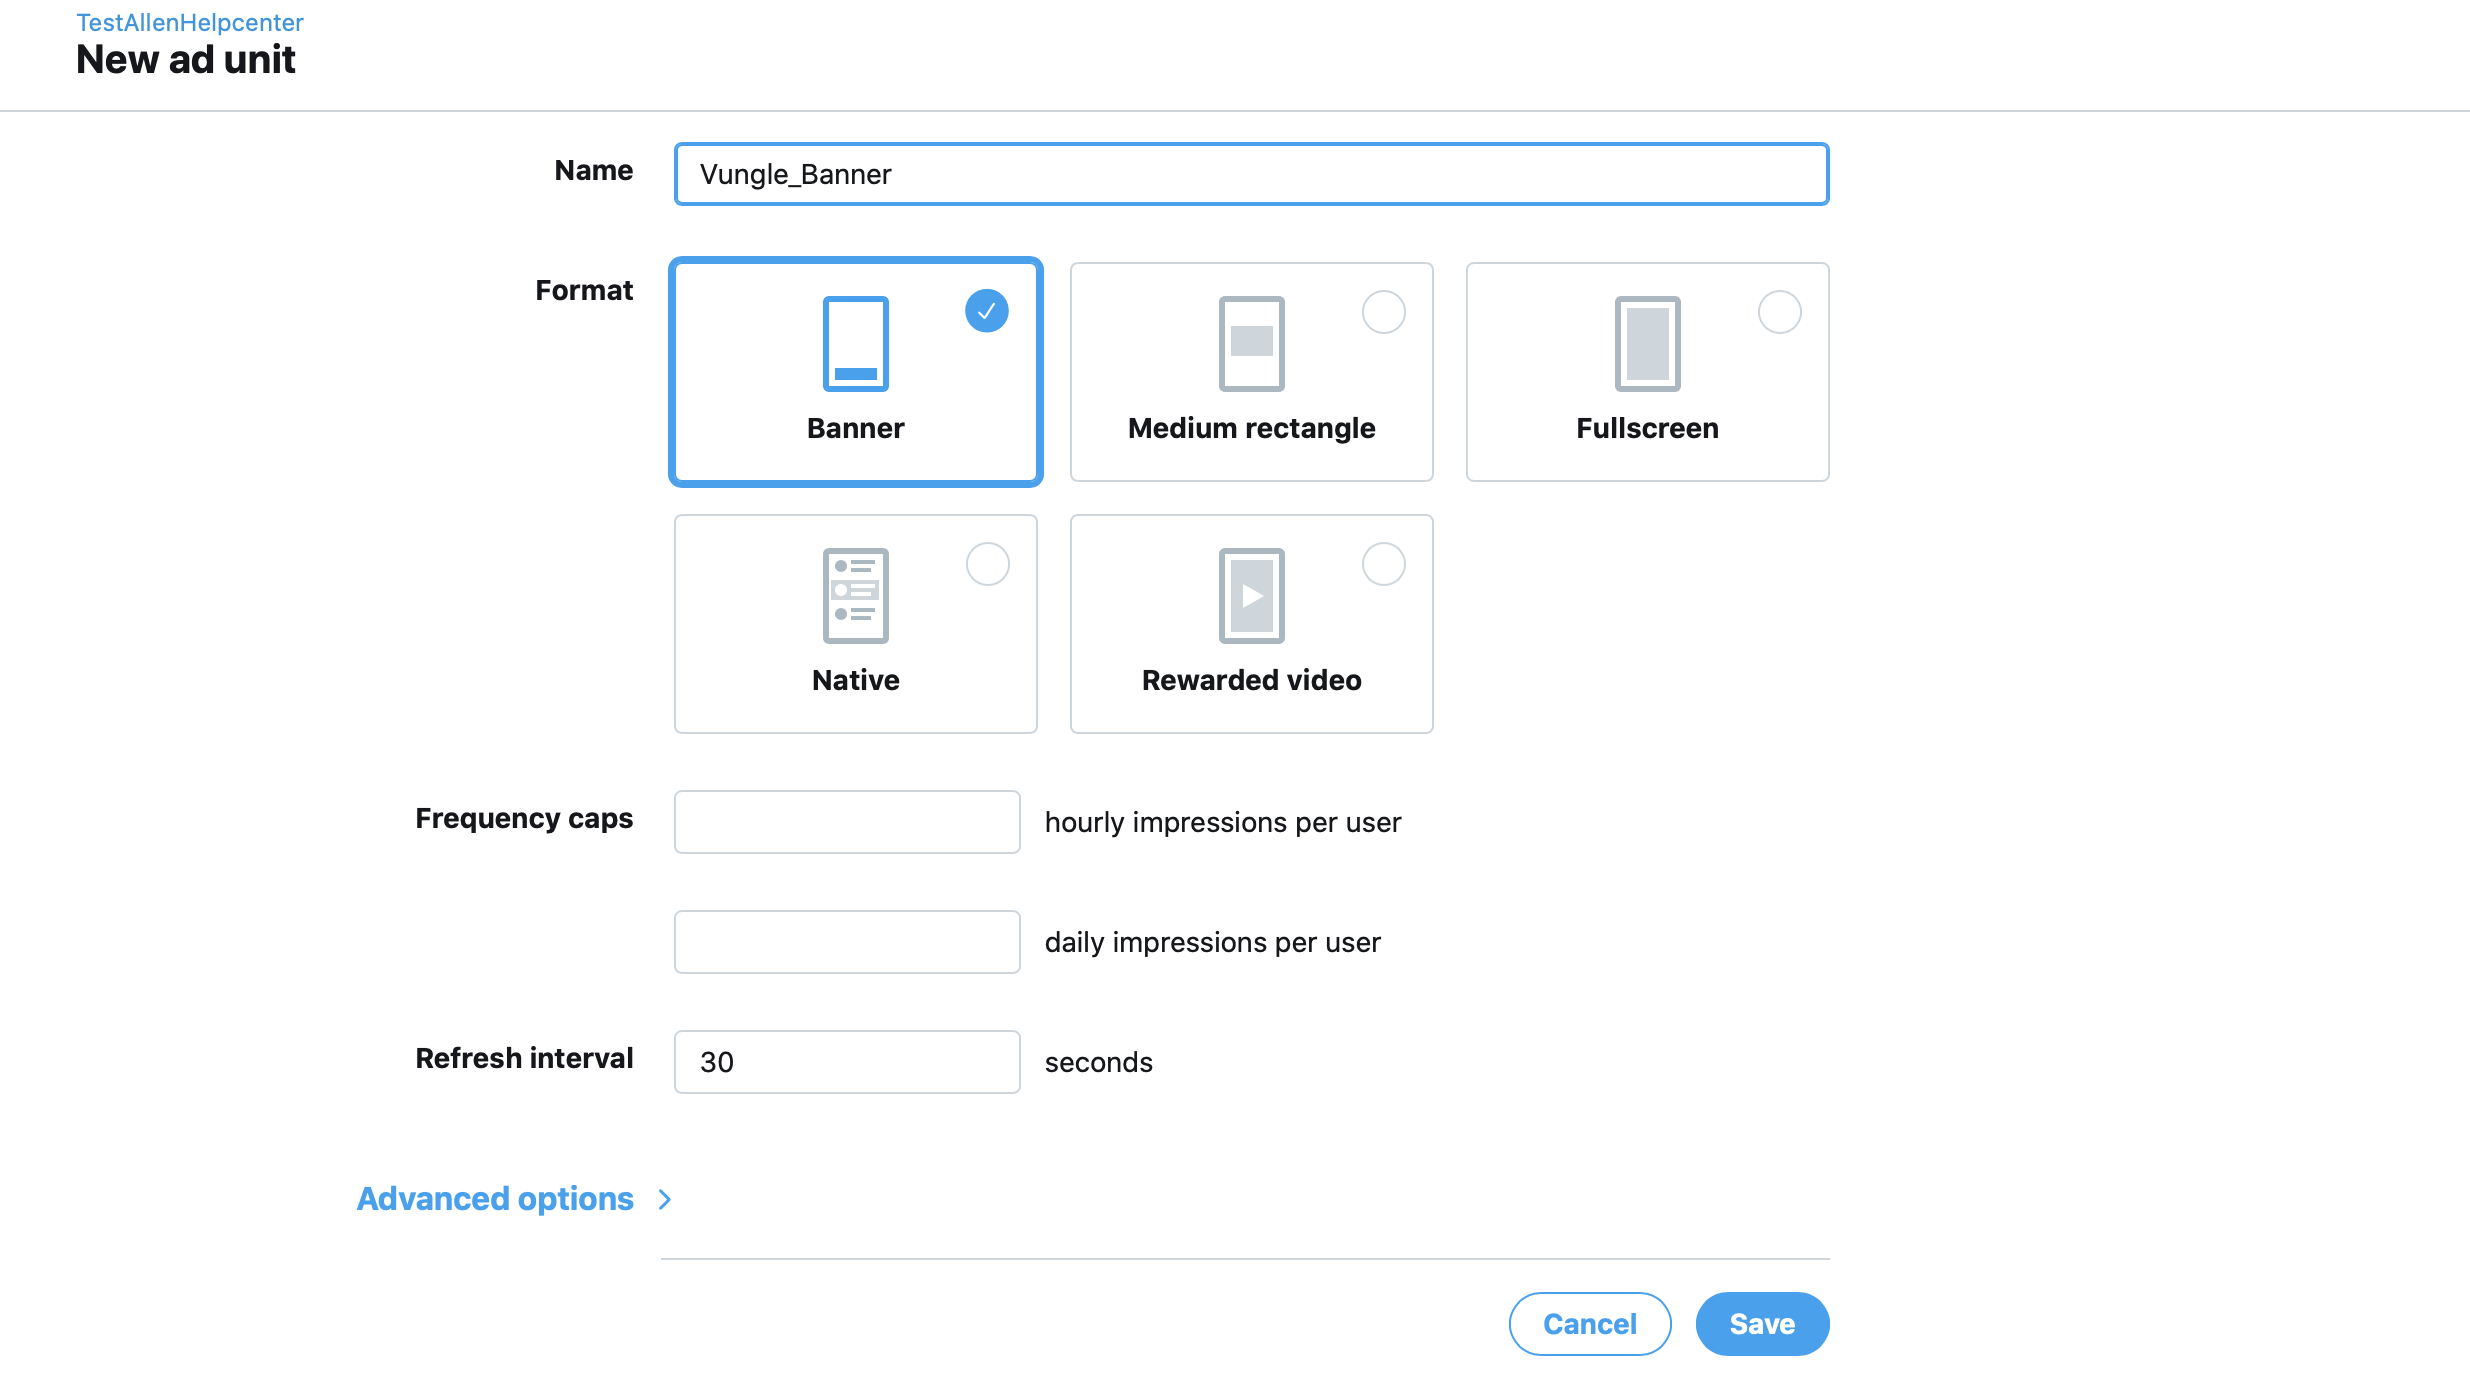 TestAllenHelpcenter
New ad unit
Name
Vungle_Banner
Format
Banner
Medium rectangle
Fullscreen
Native
Rewarded video
Frequency caps
hourly impressions per user
daily impressions per user
Refresh interval
30
seconds
Advanced options
Cancel
Save